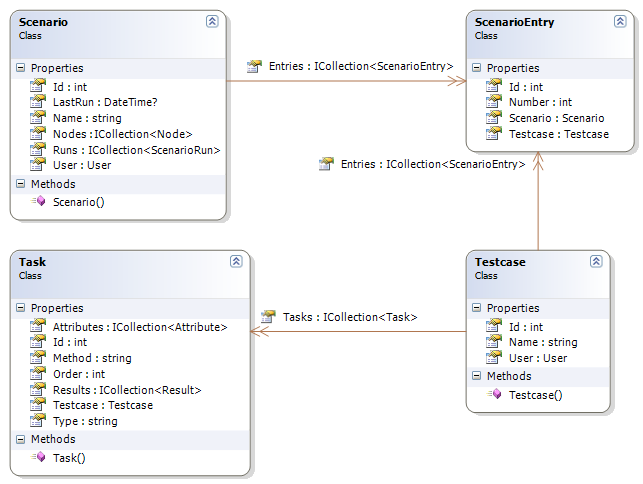 Scenario
Class
Properties
Id : int
LastRun : DateTime?
Name : string
Nodes : ICollection<Node>
Runs : ICollection<ScenarioRun>
User : User
Methods
Scenario()
Entries : ICollection<ScenarioEntry>
ScenarioEntry
Class
Properties
Id : int
Number : int
Scenario : Scenario
Testcase : Testcase
Entries : ICollection<ScenarioEntry>
Task
Class
Properties
Attributes : ICollection<Attribute>
Id : int
Method : string
Order : int
Results : ICollection<Result>
Testcase : Testcase
Type : string
Methods
Task()
Tasks : ICollection<Task>
Testcase
Class
Properties
Id : int
Name : string
User : User
Methods
Testcase()